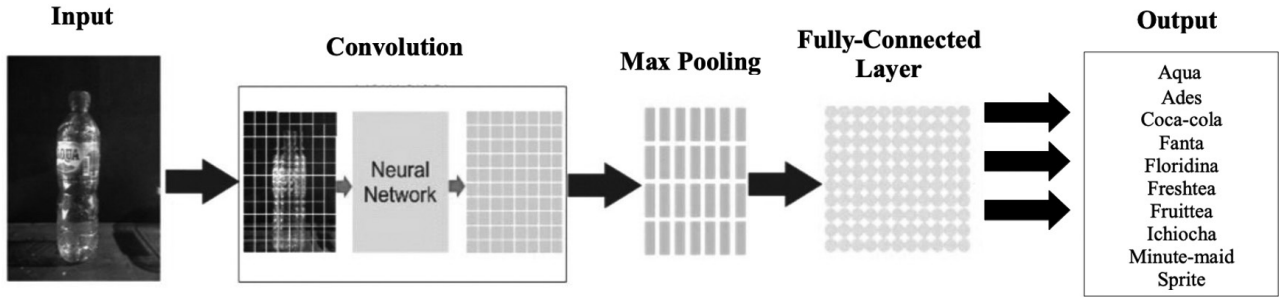 Input
Convolution
Max Pooling
Fully-Connected
Layer
Output
AQUA
Neural
Network
Aqua
Ades
Coca-cola
Fanta
Floridina
Freshtea
Fruittea
Ichiocha
Minute-maid
Sprite